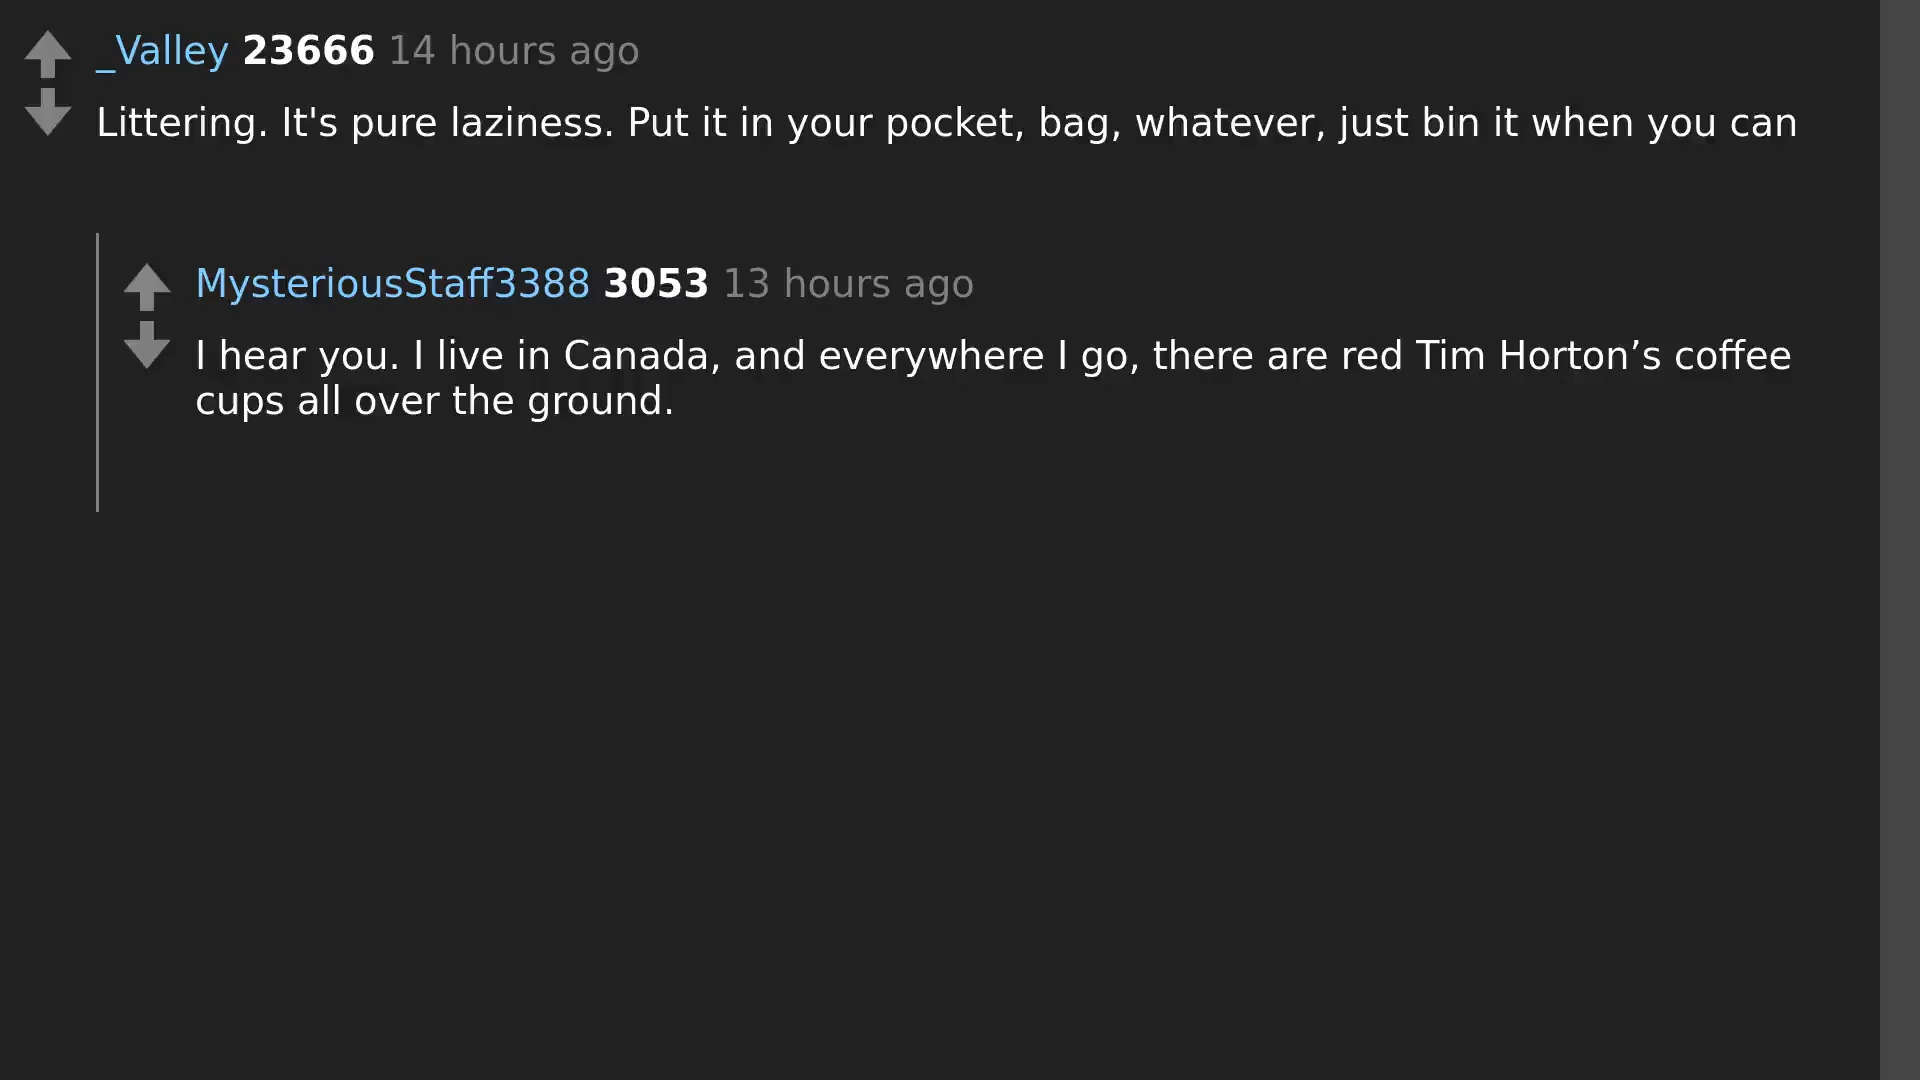 _Valley 23666 14 hours ago
Littering. It's pure laziness. Put it in your pocket, bag, whatever, just bin it when you can
MysteriousStaff3388 3053 13 hours ago
I hear you. I live in Canada, and everywhere I go, there are red Tim Horton’s coffee
cups all over the ground.